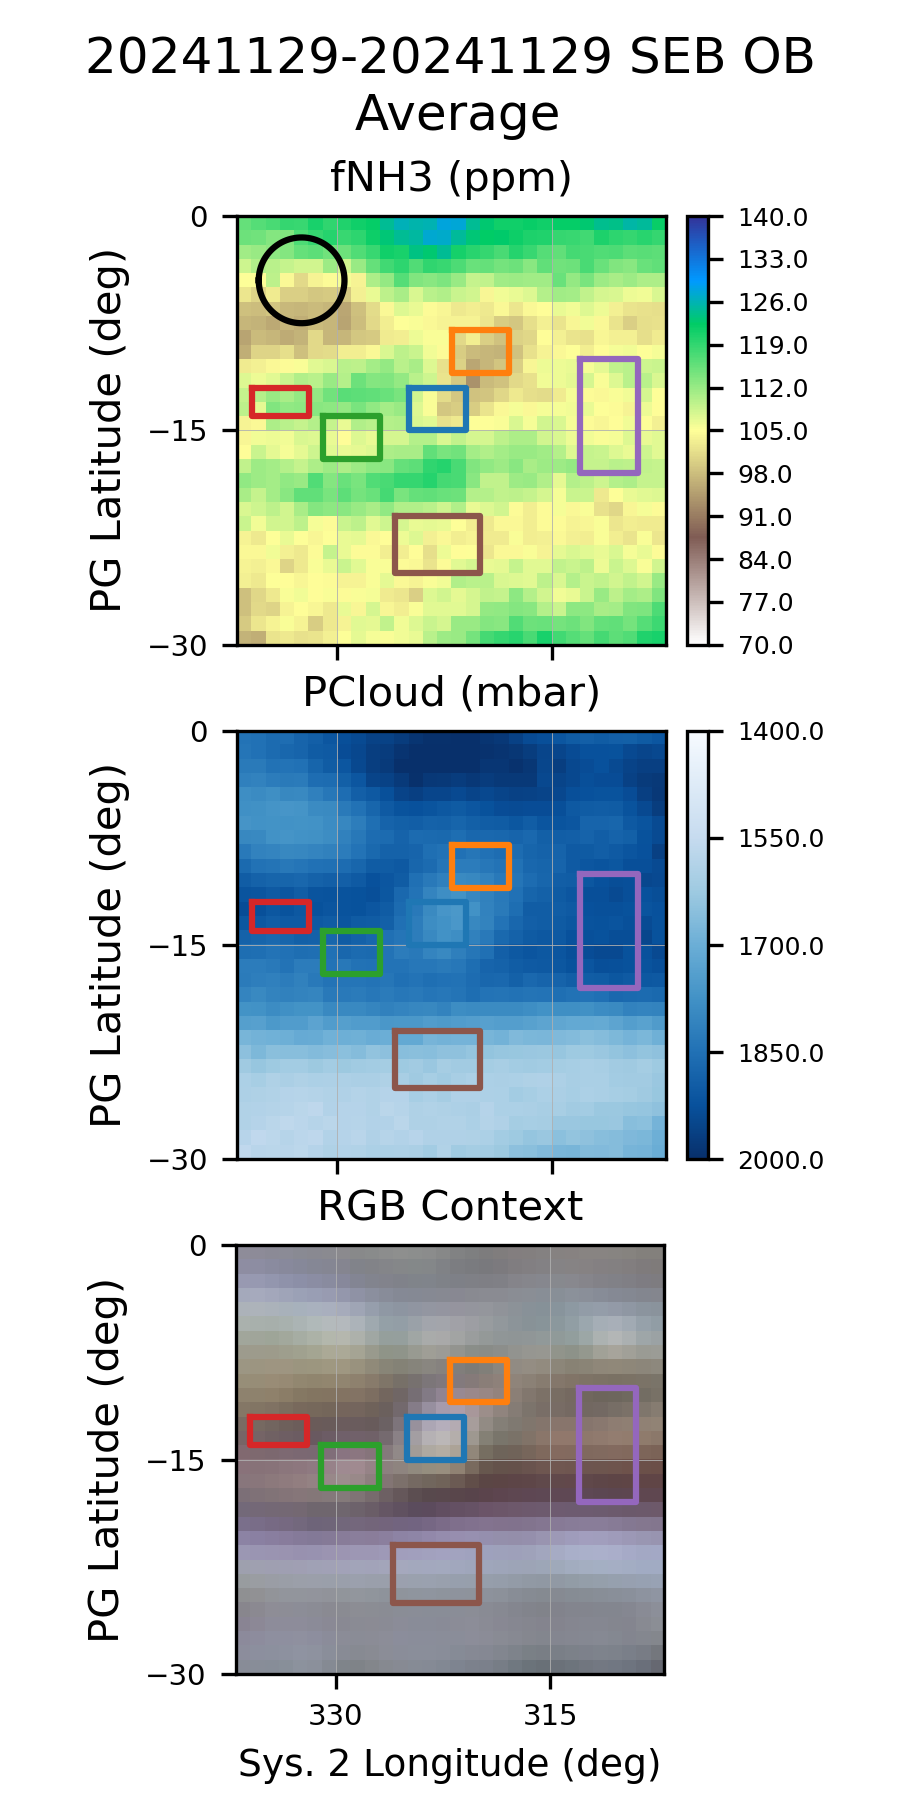 20241129-20241129 SEB OB
Average
fNH3 (ppm)
0
−15
−30
PG Latitude (deg)
140.0
133.0
126.0
119.0
112.0
105.0
98.0
91.0
84.0
77.0
70.0
PCloud (mbar)
0
−15
−30
PG Latitude (deg)
1400.0
1550.0
1700.0
1850.0
2000.0
RGB Context
0
−15
−30
PG Latitude (deg)
330 315
Sys. 2 Longitude (deg)